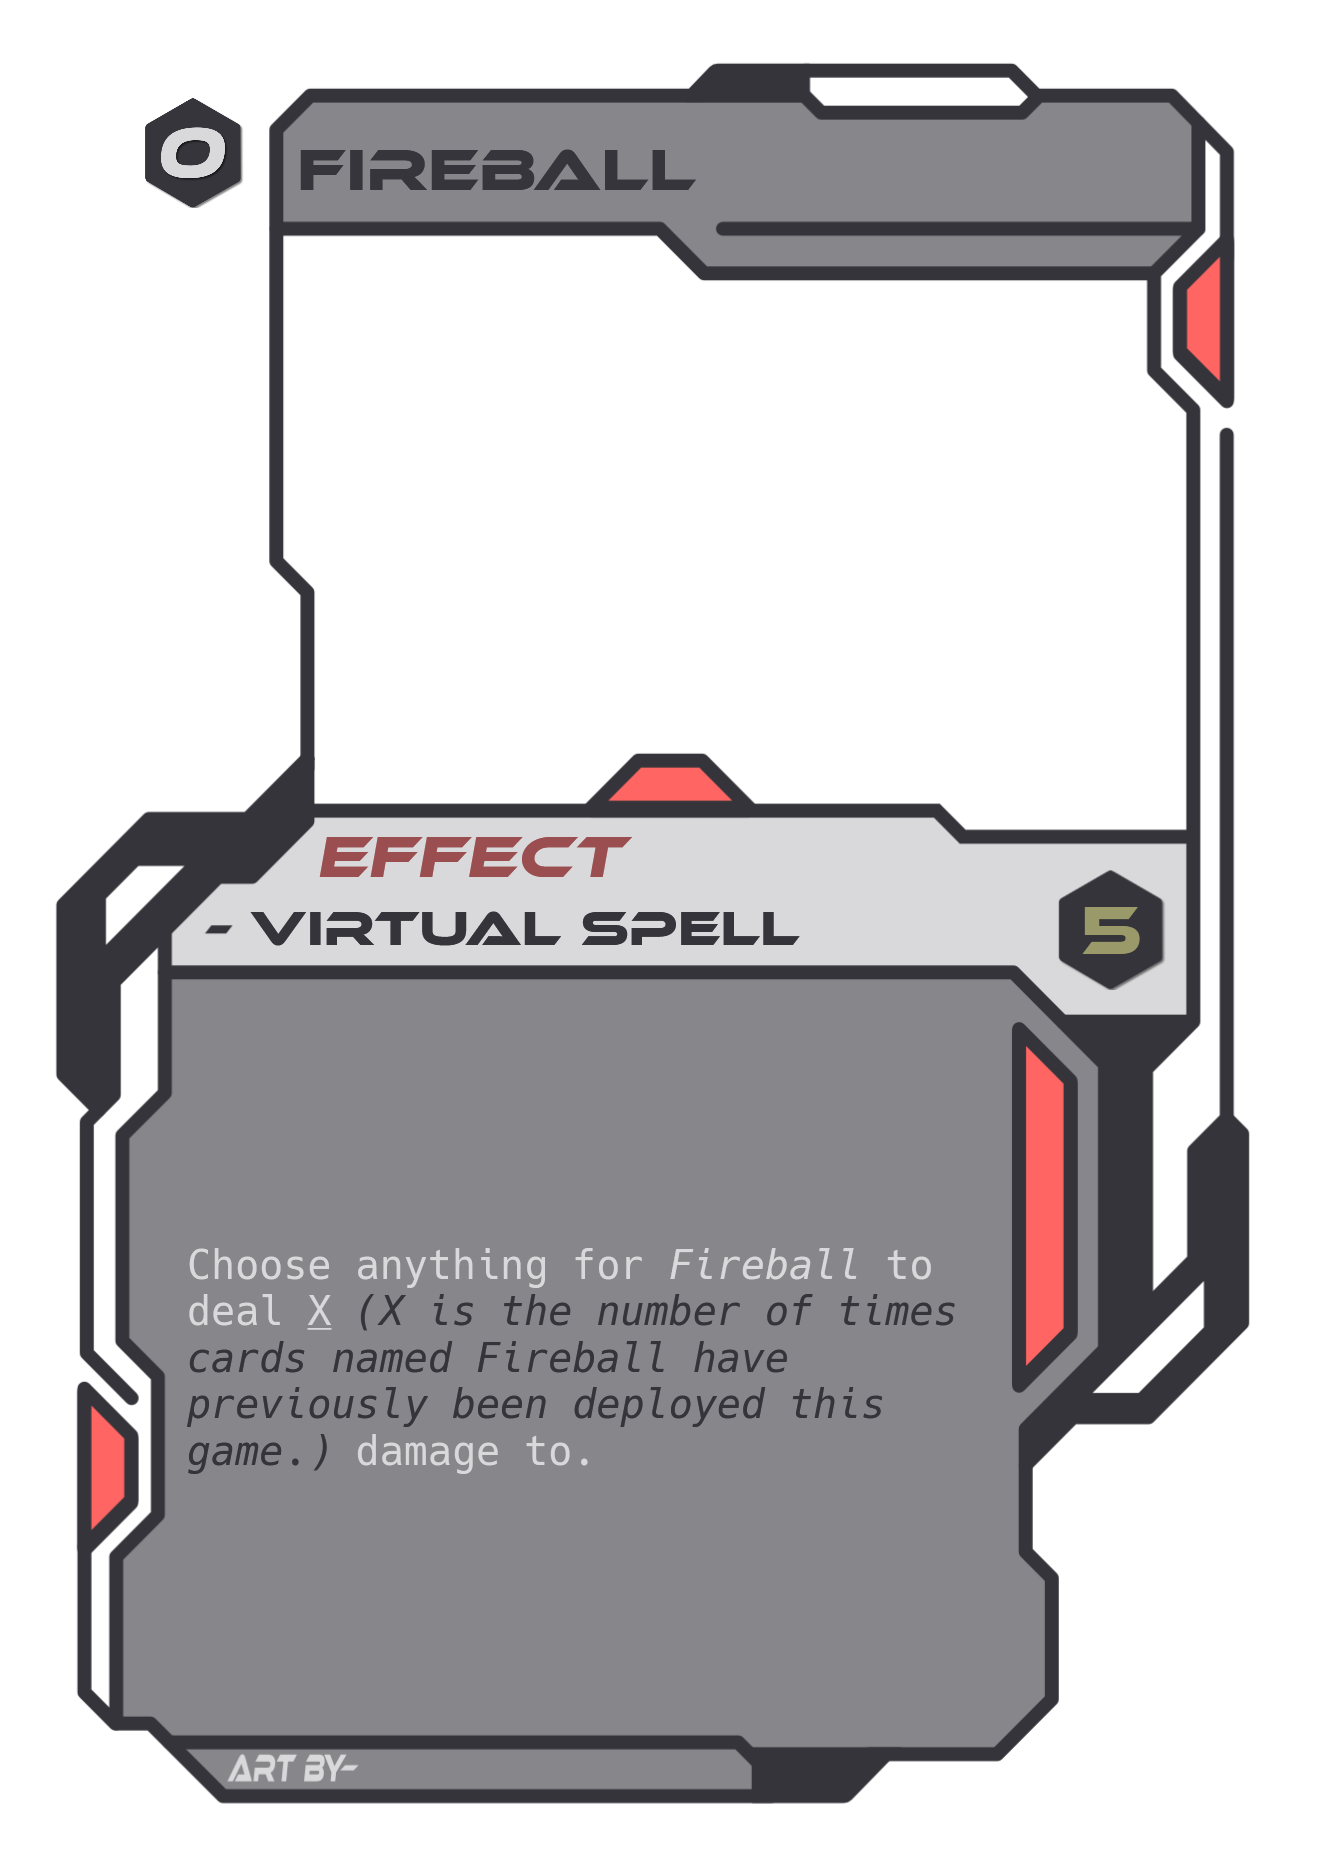 0
FIREBALL
EFFECT
- VIRTUAL SPELL
5
Choose anything for Fireball to
deal X (X is the number of times
cards named Fireball have
previously been deployed this
game.) damage to.
ART BY-